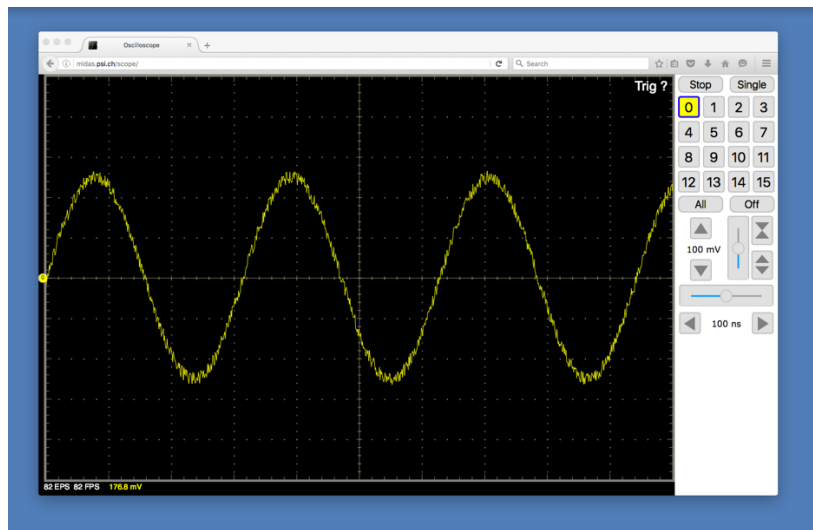 Oscilloscope
midas.psi.ch/scope/
Search
Trig ?
Stop Single
0 1 2 3
4 5 6 7
8 9 10 11
12 13 14 15
All Off
100 mV
100 ns
0
82 EPS 82 FPS 176.8 mV